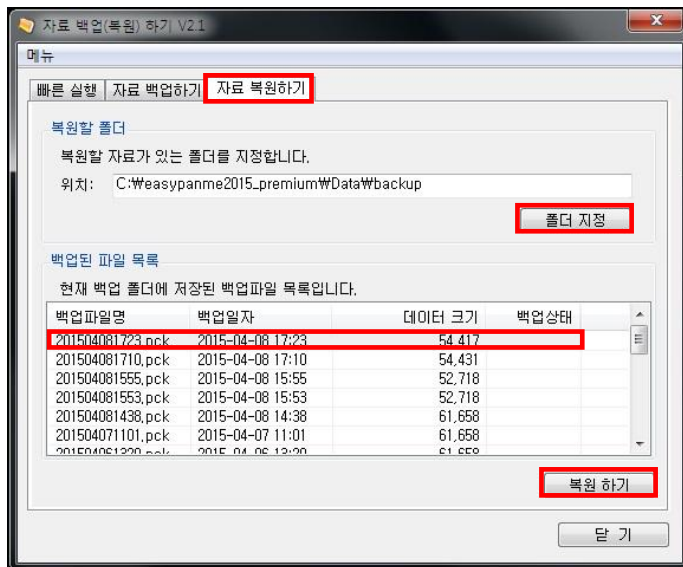 자료 백업(복원) 하기 V2.1
메뉴
빠른 실행 자료 백업하기 자료 복원하기
복원할 폴더
복원할 자료가 있는 폴더를 지정합니다.
위치: C:₩easypanme2015_premium₩Data₩backup
폴더 지정
백업된 파일 목록
현재 백업 폴더에 저장된 백업파일 목록입니다.
백업파일명 백업일자 데이터 크기 백업상태
201504081723.pck 2015-04-08 17:23 54,417
201504081710.pck 2015-04-08 17:10 54,431
201504081555.pck 2015-04-08 15:55 52,718
201504081553.pck 2015-04-08 15:53 52,718
201504081438.pck 2015-04-08 14:38 61,658
201504071101.pck 2015-04-07 11:01 61,658
복원 하기
닫 기